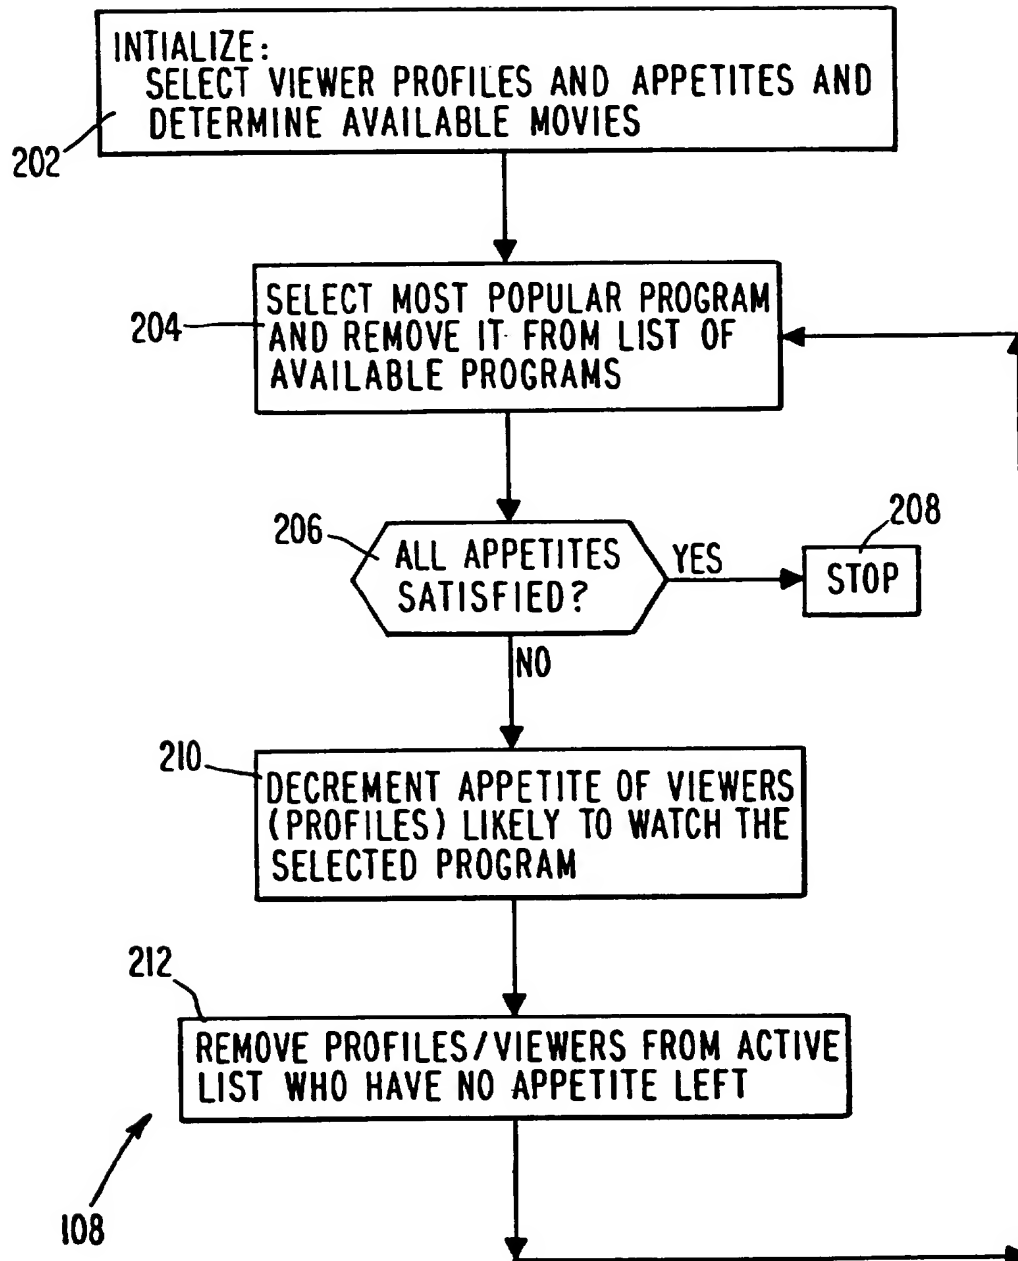 INTIALIZE:
SELECT VIEWER PROFILES AND APPETITES AND
DETERMINE AVAILABLE MOVIES
202
SELECT MOST POPULAR PROGRAM
AND REMOVE IT FROM LIST OF
AVAILABLE PROGRAMS
204
206
ALL APPETITES
SATISFIED?
YES
208
STOP
NO
210
DECREMENT APPETITE OF VIEWERS
(PROFILES) LIKELY TO WATCH THE
SELECTED PROGRAM
212
REMOVE PROFILES/VIEWERS FROM ACTIVE
LIST WHO HAVE NO APPETITE LEFT
108